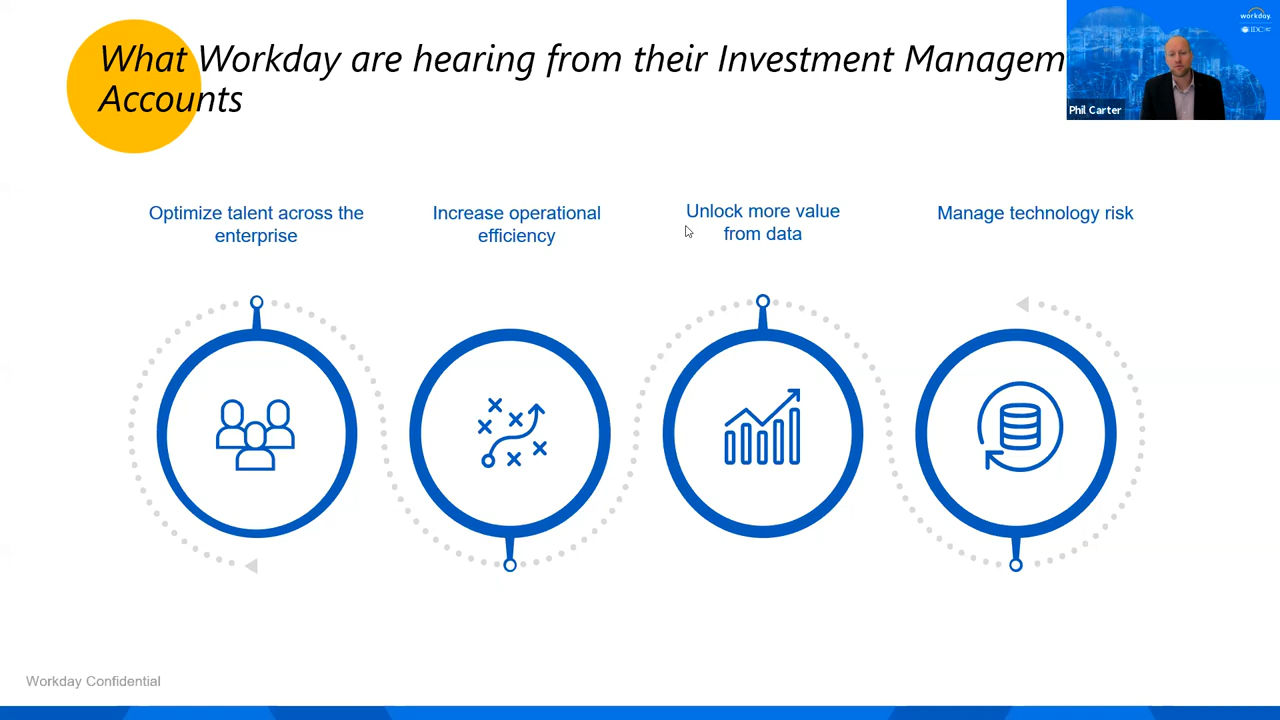 What Workday are hearing from their Investment Managem
Accounts
workday.
IDC
Phil Carter
Optimize talent across the
enterprise
Increase operational
efficiency
Unlock more value
from data
Manage technology risk
Workday Confidential